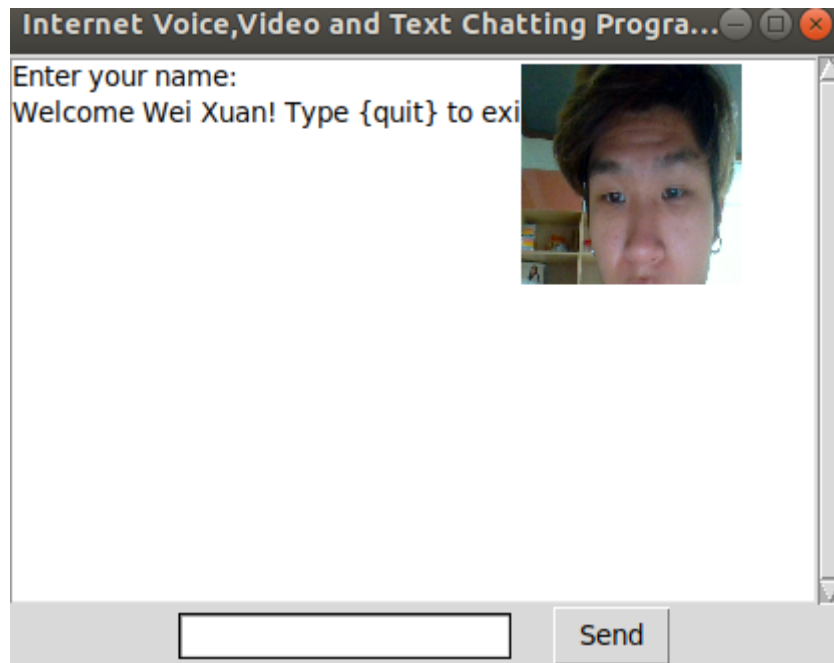 Internet Voice,Video and Text Chatting Progra...
Enter your name:
Welcome Wei Xuan! Type {quit} to exi
Send